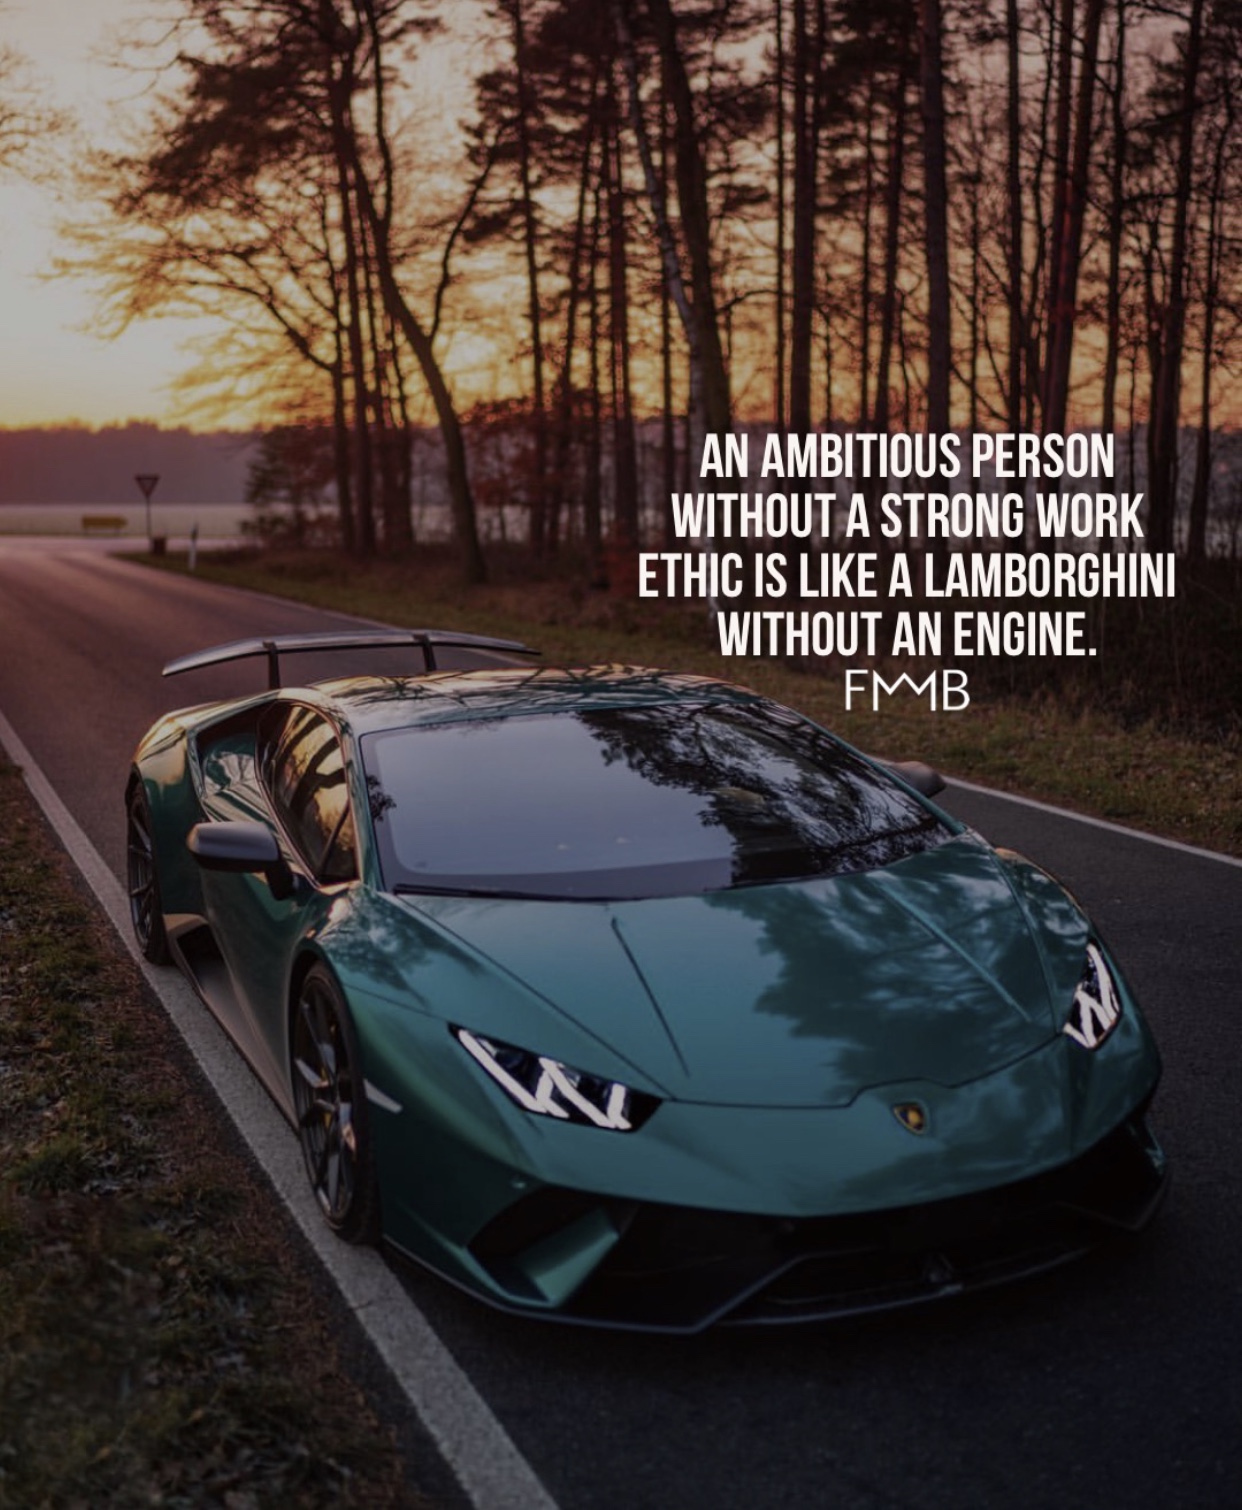 AN AMBITIOUS PERSON
WITHOUT A STRONG WORK
ETHIC IS LIKE A LAMBORGHINI
WITHOUT AN ENGINE.
FMMB